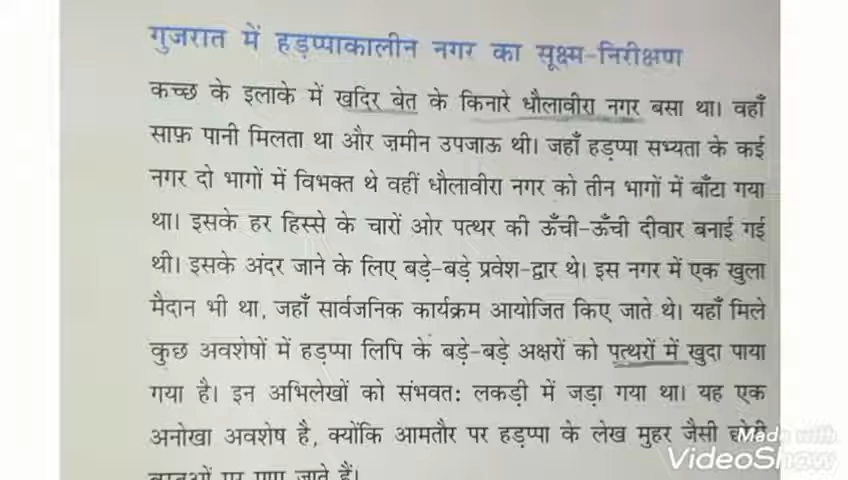 गुजरात में हड़प्पाकालीन नगर का सूक्ष्म-निरीक्षण
कच्छ के इलाके में खदिर बेत के किनारे धौलावीरा नगर बसा था। वहाँ
साफ़ पानी मिलता था और ज़मीन उपजाऊ थी। जहाँ हड़प्पा सभ्यता के कई
नगर दो भागों में विभक्त थे वहीं धौलावीरा नगर को तीन भागों में बाँटा गया
था। इसके हर हिस्से के चारों ओर पत्थर की ऊँची-ऊँची दीवार बनाई गई
थी। इसके अंदर जाने के लिए बड़े-बड़े प्रवेश-द्वार थे। इस नगर में एक खुला
मैदान भी था, जहाँ सार्वजनिक कार्यक्रम आयोजित किए जाते थे। यहाँ मिले
कुछ अवशेषों में हड़प्पा लिपि के बड़े-बड़े अक्षरों को पत्थरों में खुदा पाया
गया है। इन अभिलेखों को संभवतः लकड़ी में जड़ा गया था। यह एक
अनोखा अवशेष है, क्योंकि आमतौर पर हड़प्पा के लेख मुहर जैसी
पर पाए जाते हैं।
Made with
VideoShow